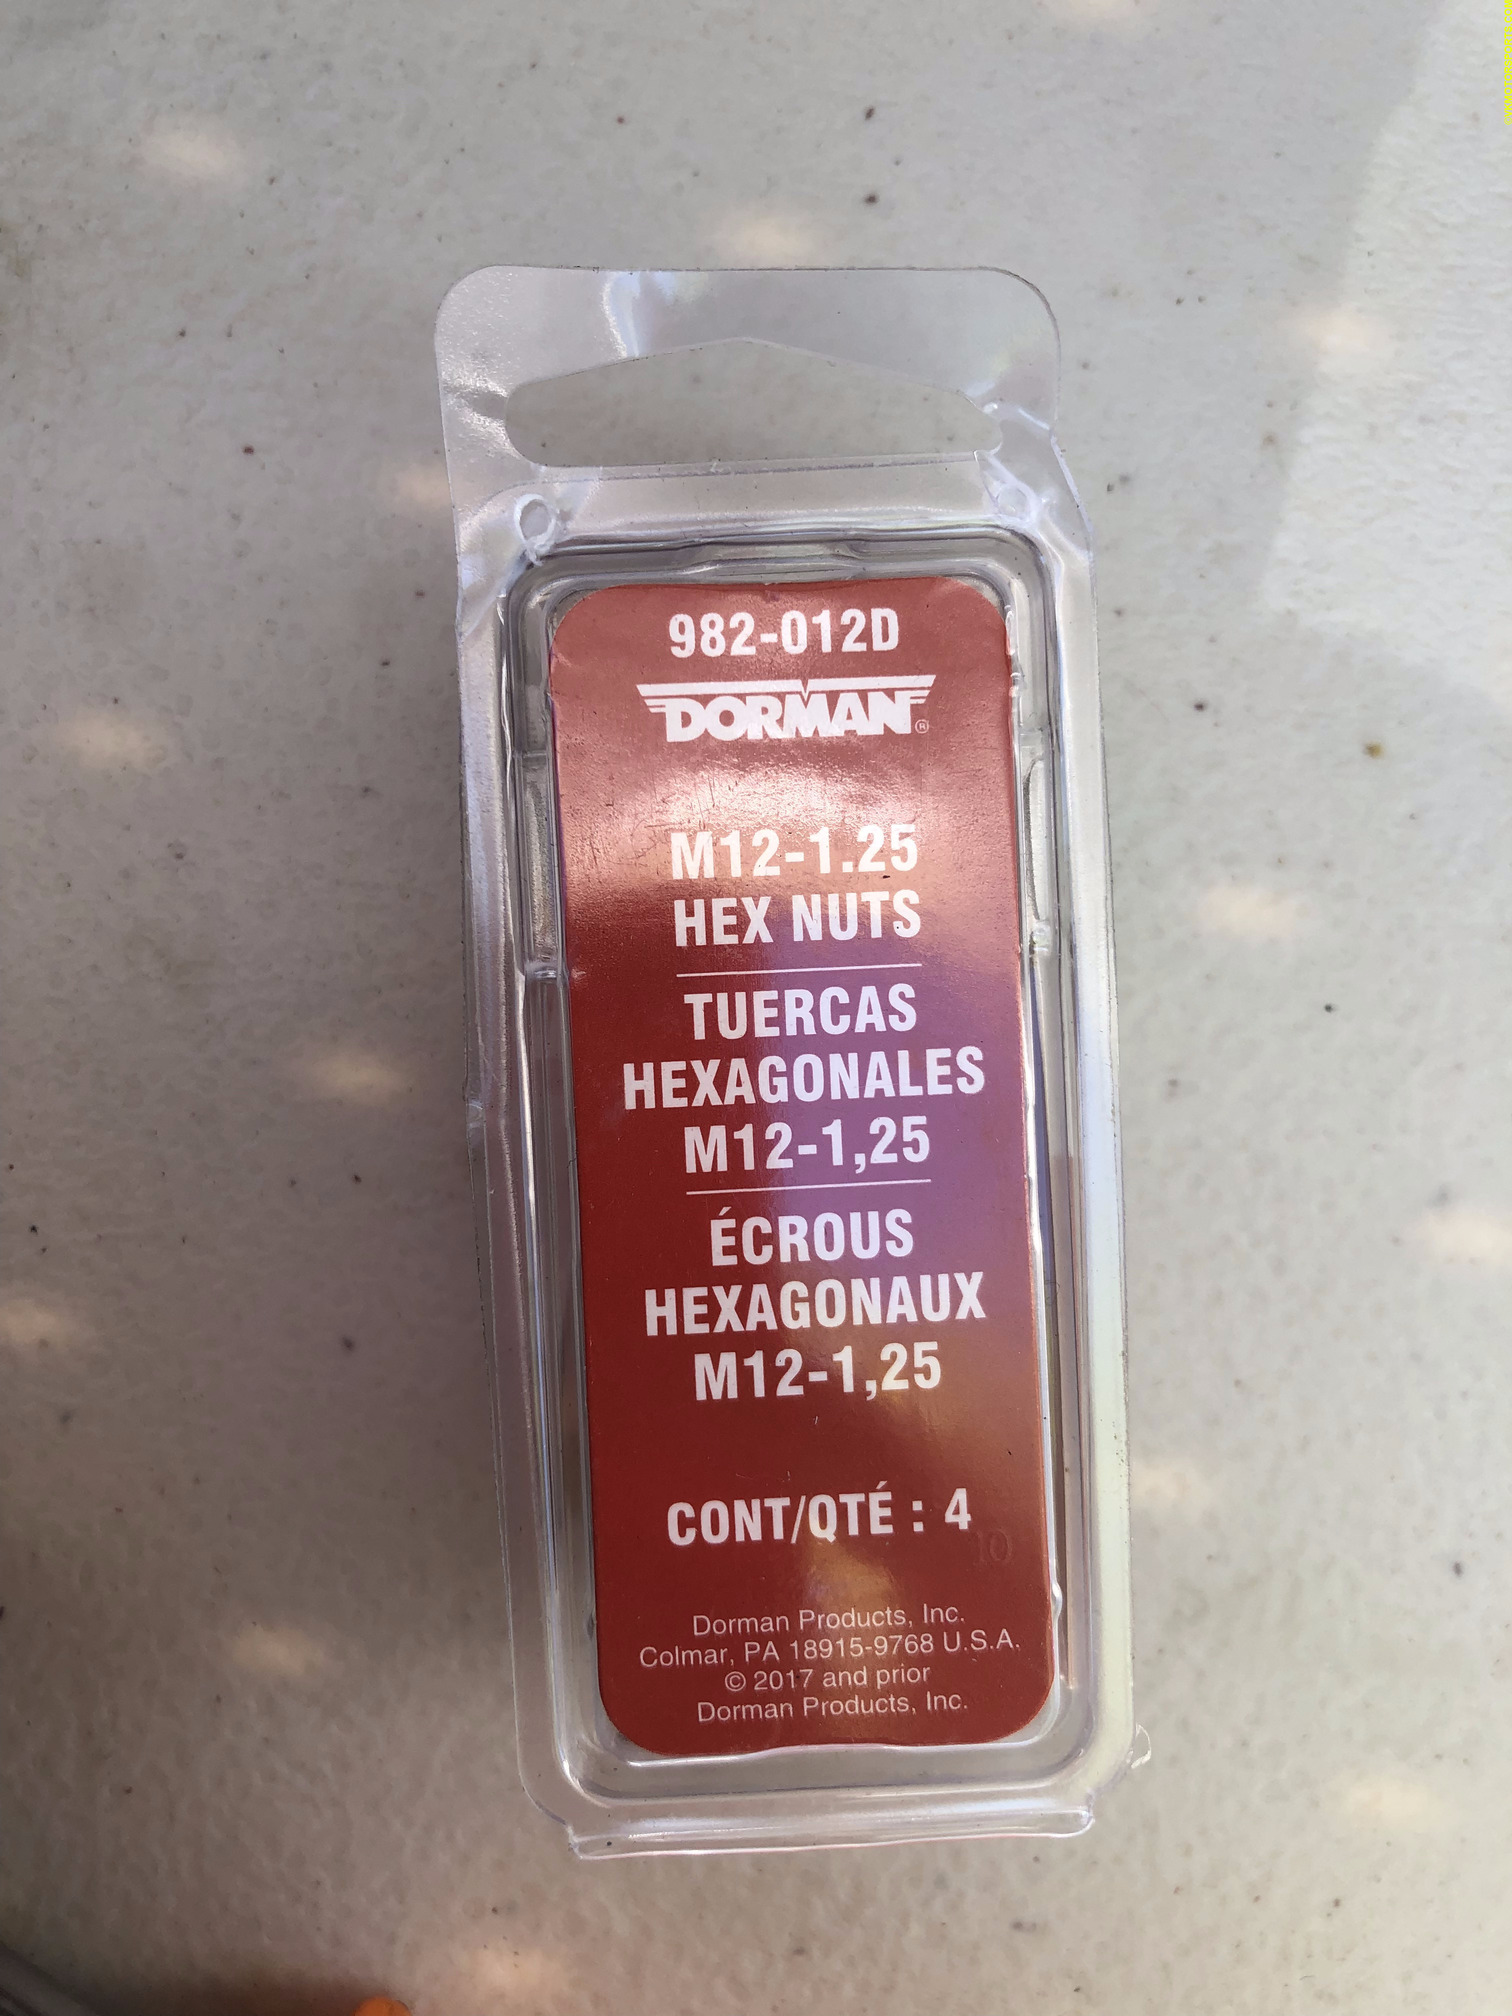 982-012D
DORMAN®
M12-1.25
HEX NUTS
TUERCAS
HEXAGONALES
M12-1,25
ÉCROUS
HEXAGONAUX
M12-1,25
CONT/QTÉ : 4
10
Dorman Products, Inc.
Colmar, PA 18915-9768 U.S.A.
© 2017 and prior
Dorman Products, Inc.